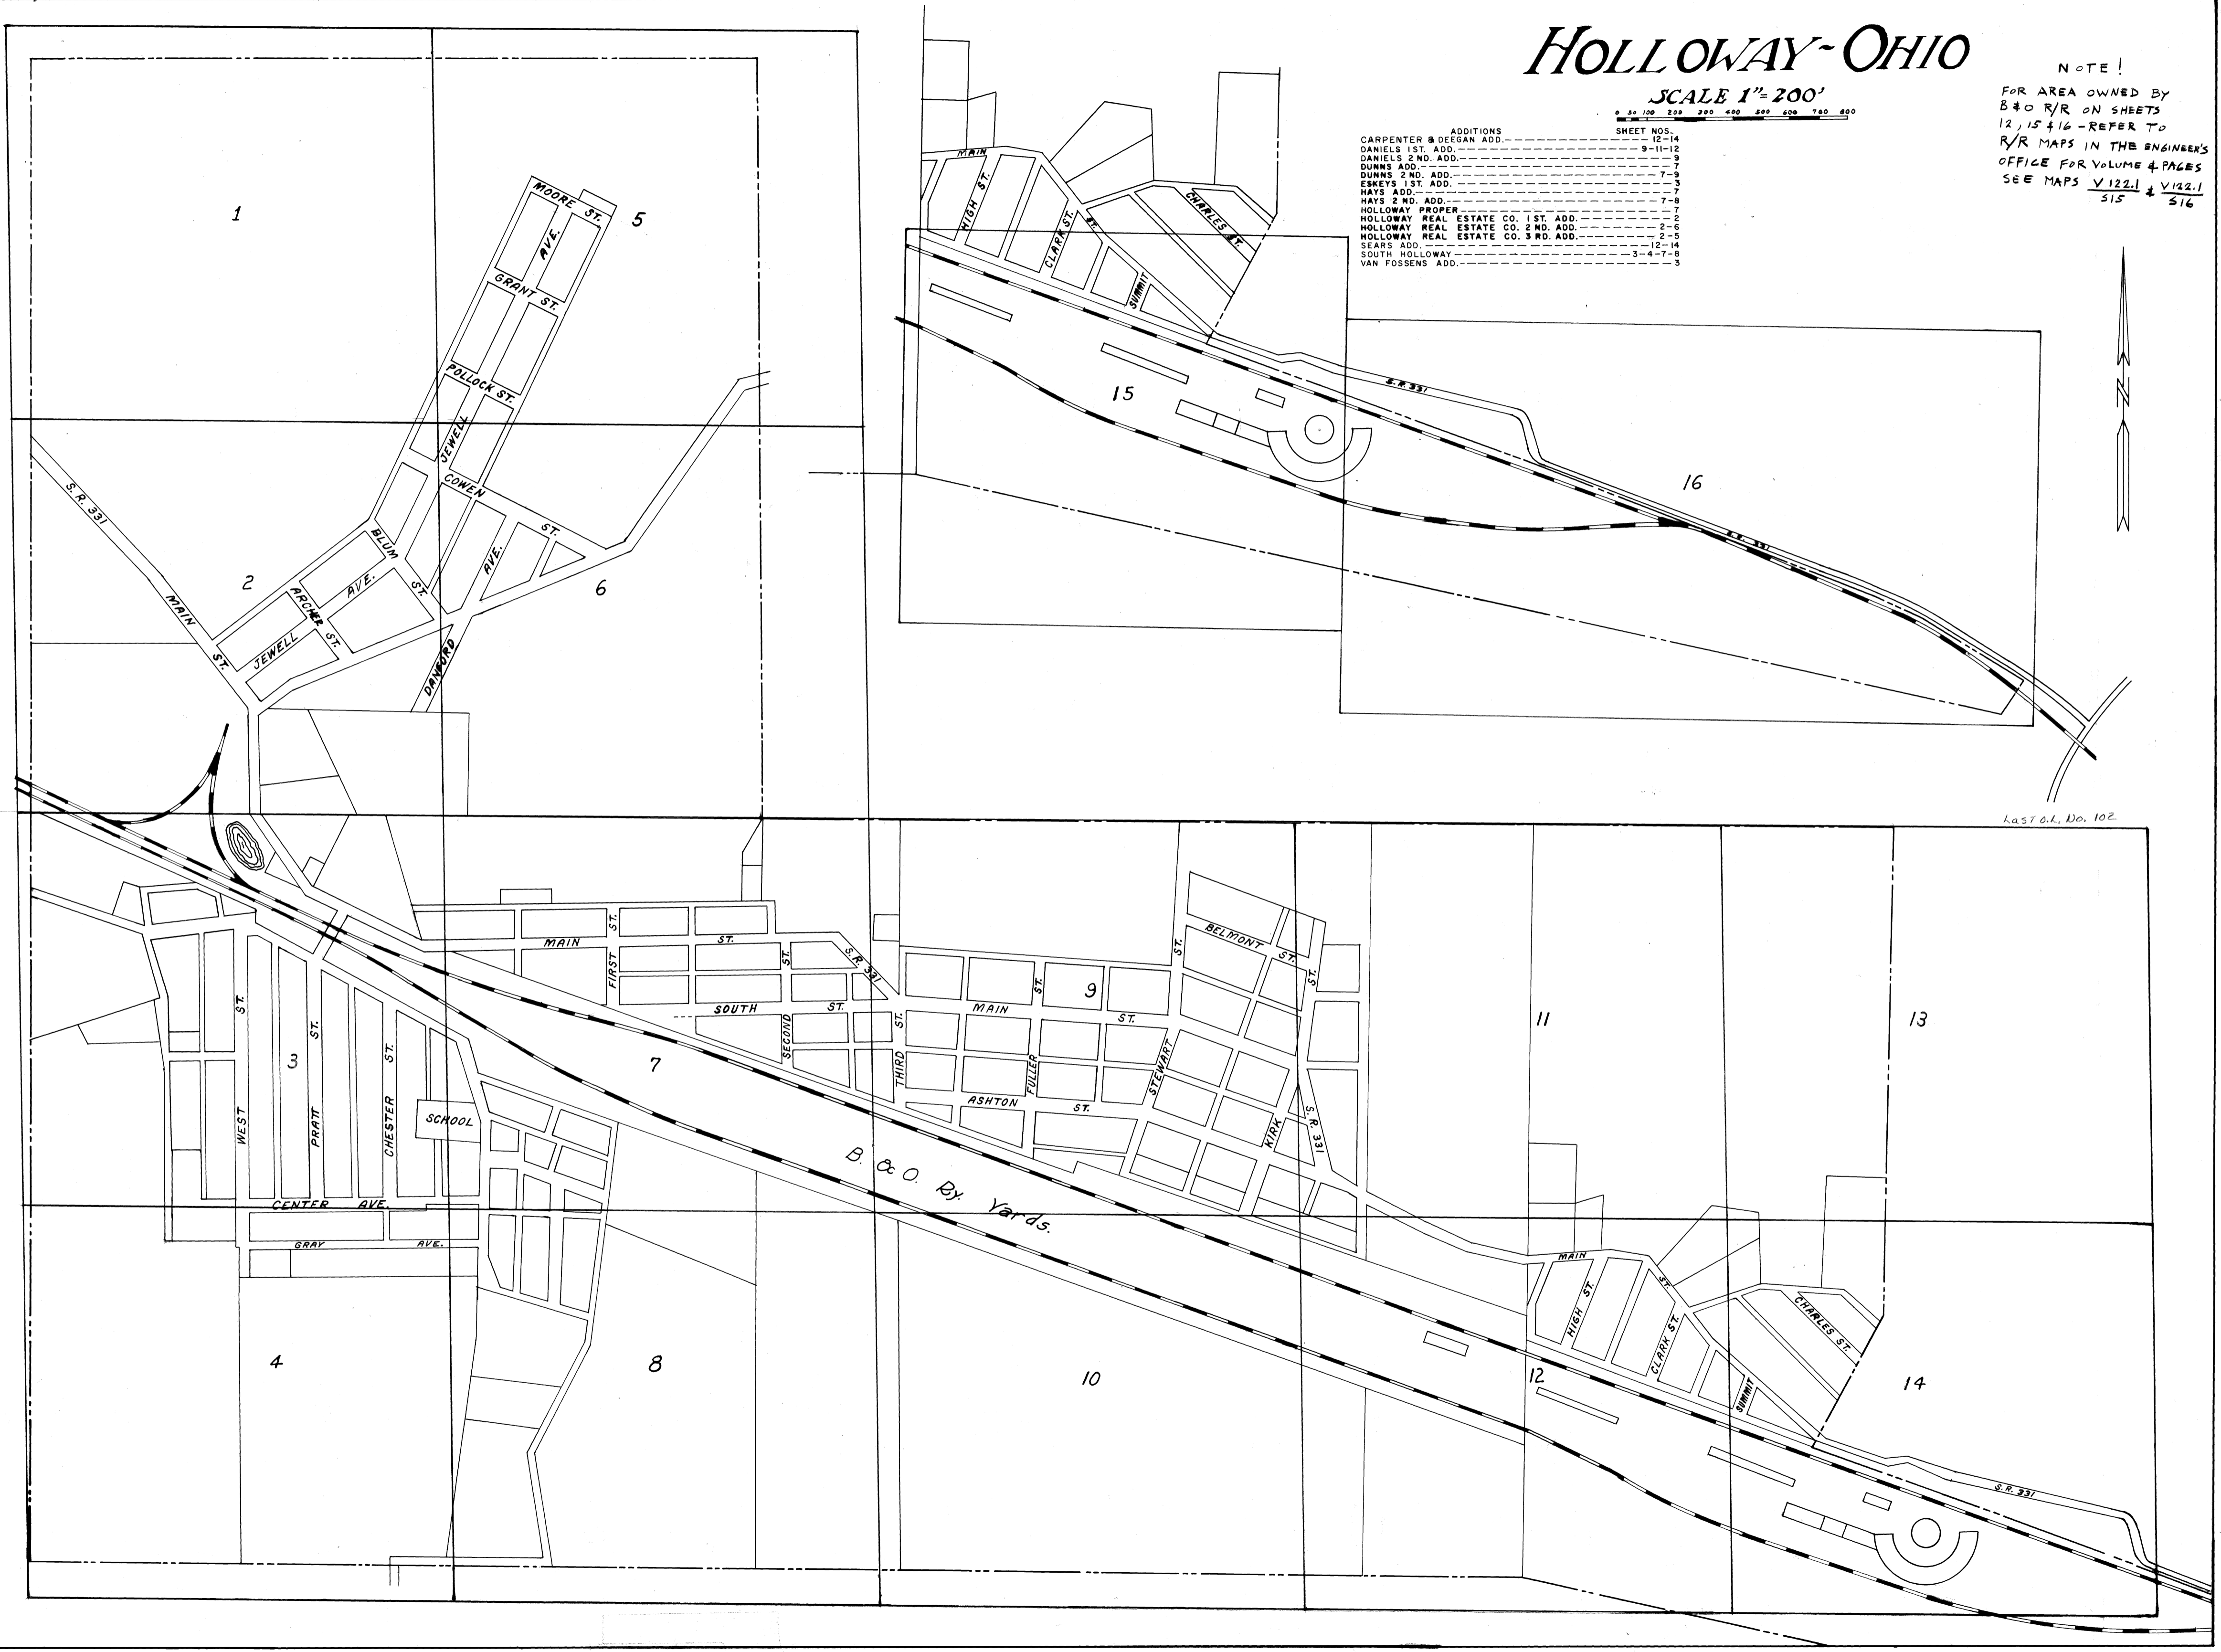 HOLLOWAY~OHIO
SCALE 1"=200'
0 50 100 200 300 400 500 600 700 800
NOTE!
FOR AREA OWNED BY
B & O R/R ON SHEETS
12, 15 & 16 - REFER TO
R/R MAPS IN THE ENGINEER'S
OFFICE FOR VOLUME & PAGES
SEE MAPS V122.1/S15 & V122.1/S16
ADDITIONS SHEET NOS.
CARPENTER & DEEGAN ADD. 12-14
DANIELS 1ST. ADD. 9-11-12
DANIELS 2ND. ADD. 9
DUNNS ADD. 7
DUNNS 2ND. ADD. 7-9
ESKEYS 1ST. ADD. 3
HAYS ADD. 7
HAYS 2ND. ADD. 7-8
HOLLOWAY PROPER 7
HOLLOWAY REAL ESTATE CO. 1ST. ADD. 2
HOLLOWAY REAL ESTATE CO. 2ND. ADD. 2-6
HOLLOWAY REAL ESTATE CO. 3RD. ADD. 2-5
SEARS ADD. 12-14
SOUTH HOLLOWAY 3-4-7-8
VAN FOSSENS ADD. 3
N
1
5
MOORE ST.
AVE.
GRANT ST.
POLLOCK ST.
JEWELL
COWEN
ST.
S.R. 331
BLUM
ST.
AVE.
2
6
ARCHER ST.
AVE.
JEWELL
MAIN
ST.
DANFORD
MAIN
HIGH ST.
CLARK ST.
ST.
CHARLES ST.
SUMMIT
15
S.R. 331
16
S.R. 331
Last O.L. No. 102
MAIN
ST.
FIRST
ST.
ST.
S.R. 331
SOUTH
ST.
SECOND
THIRD
ST.
MAIN
ST.
9
ST.
FULLER
ASHTON
ST.
ST.
STEWART
BELMONT
ST.
ST.
KIRK
S.R. 331
11
13
WEST
ST.
3
PRATT
ST.
CHESTER
ST.
SCHOOL
CENTER AVE.
GRAY AVE.
7
B. & O. Ry. Yards.
4
8
10
12
14
MAIN
ST.
HIGH ST.
CLARK ST.
CHARLES ST.
SUMMIT
S.R. 331